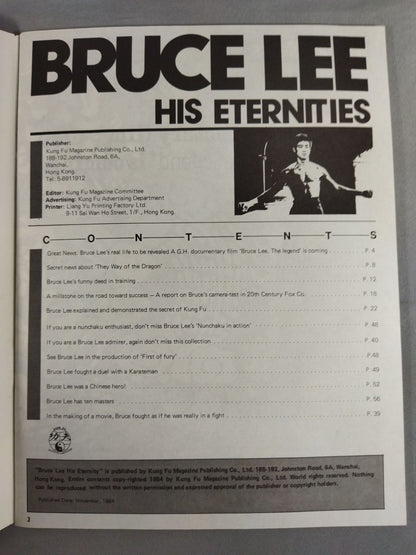 BRUCE LEE
HIS ETERNITIES
Publisher:
Kung Fu Magazine Publishing Co., Ltd.
188-192, Johnston Road, 6A,
Wanchai,
Hong Kong.
Tel: 5-8911912
Editor: Kung Fu Magazine Committee
Advertising: Kung Fu Advertising Department
Printer: Liang Yu Printing Factory Ltd.
9-11 Sai Wan Ho Street, 1/F., Hong Kong.
CONTENTS
Great News: Bruce Lee's real life to be revealed A G.H. documentary film 'Bruce Lee, The legend' is coming P. 4
Secret news about 'They Way of the Dragon' P. 8
Bruce Lee's funny deed in training P. 12
A millstone on the road toward success — A report on Bruce's camera-test in 20th Century Fox Co. P. 16
Bruce Lee explained and demonstrated the secret of Kung Fu P. 22
If you are a nunchaku enthusiast, don't miss Bruce Lee's 'Nunchaku in action' P. 46
If you are a Bruce Lee admirer, again don't miss this collection P. 40
See Bruce Lee in the production of "First of fury" P. 48
Bruce Lee fought a duel with a Karateman P. 49
Bruce Lee was a Chinese hero! P. 52
Bruce Lee has ten masters P. 56
In the making of a movie, Bruce fought as if he was really in a fight P. 39
"Bruce Lee His Eternity" is published by Kung Fu Magazine Publishing Co., Ltd. 188-192, Johnston Road, 6A, Wanchai,
Hong Kong. Entire contents copy-righted 1984 by Kung Fu Magazine Publishing Co., Ltd. World rights reserved. Nothing
can be reproduced without the written permission and expressed approval of the publisher or copyright holders.
Published Date: November, 1984
2